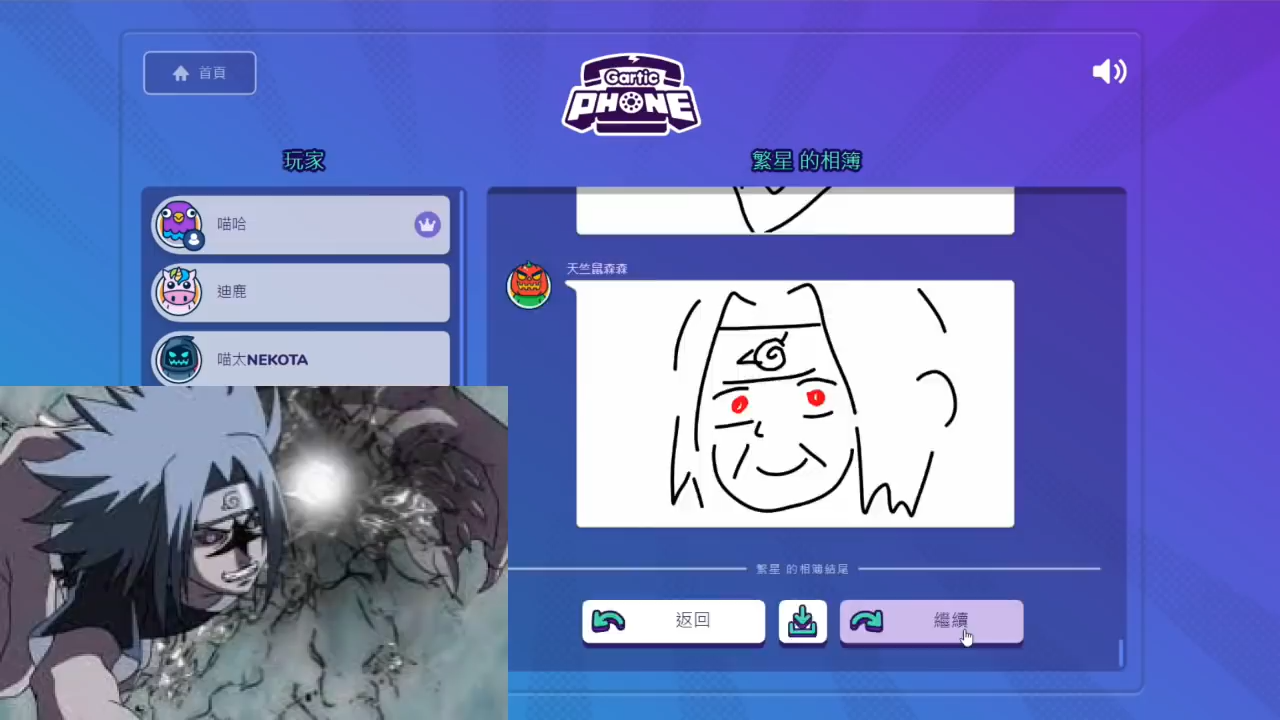 首頁
Gartic
PHONE
玩家
繁星 的相簿
喵哈
迪鹿
喵太NEKOTA
天竺鼠森森
繁星 的相簿結尾
返回
繼續